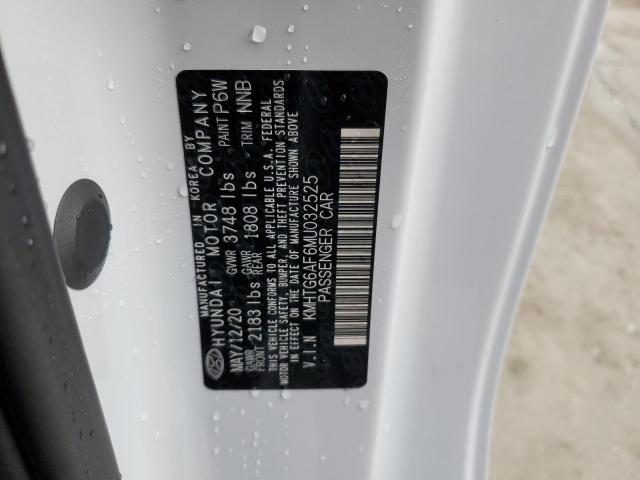 MANUFACTURED IN KOREA BY
HYUNDAI MOTOR COMPANY
MAY/12/20 GVWR 3748 lbs PAINT P6W
GAWR FRONT 2183 lbs GAWR REAR 1808 lbs TRIM NNB
THIS VEHICLE CONFORMS TO ALL APPLICABLE U.S.A. FEDERAL
MOTOR VEHICLE SAFETY, BUMPER, AND THEFT PREVENTION STANDARDS
IN EFFECT ON THE DATE OF MANUFACTURE SHOWN ABOVE
V.I.N KMHTG6AF6MU032525
PASSENGER CAR